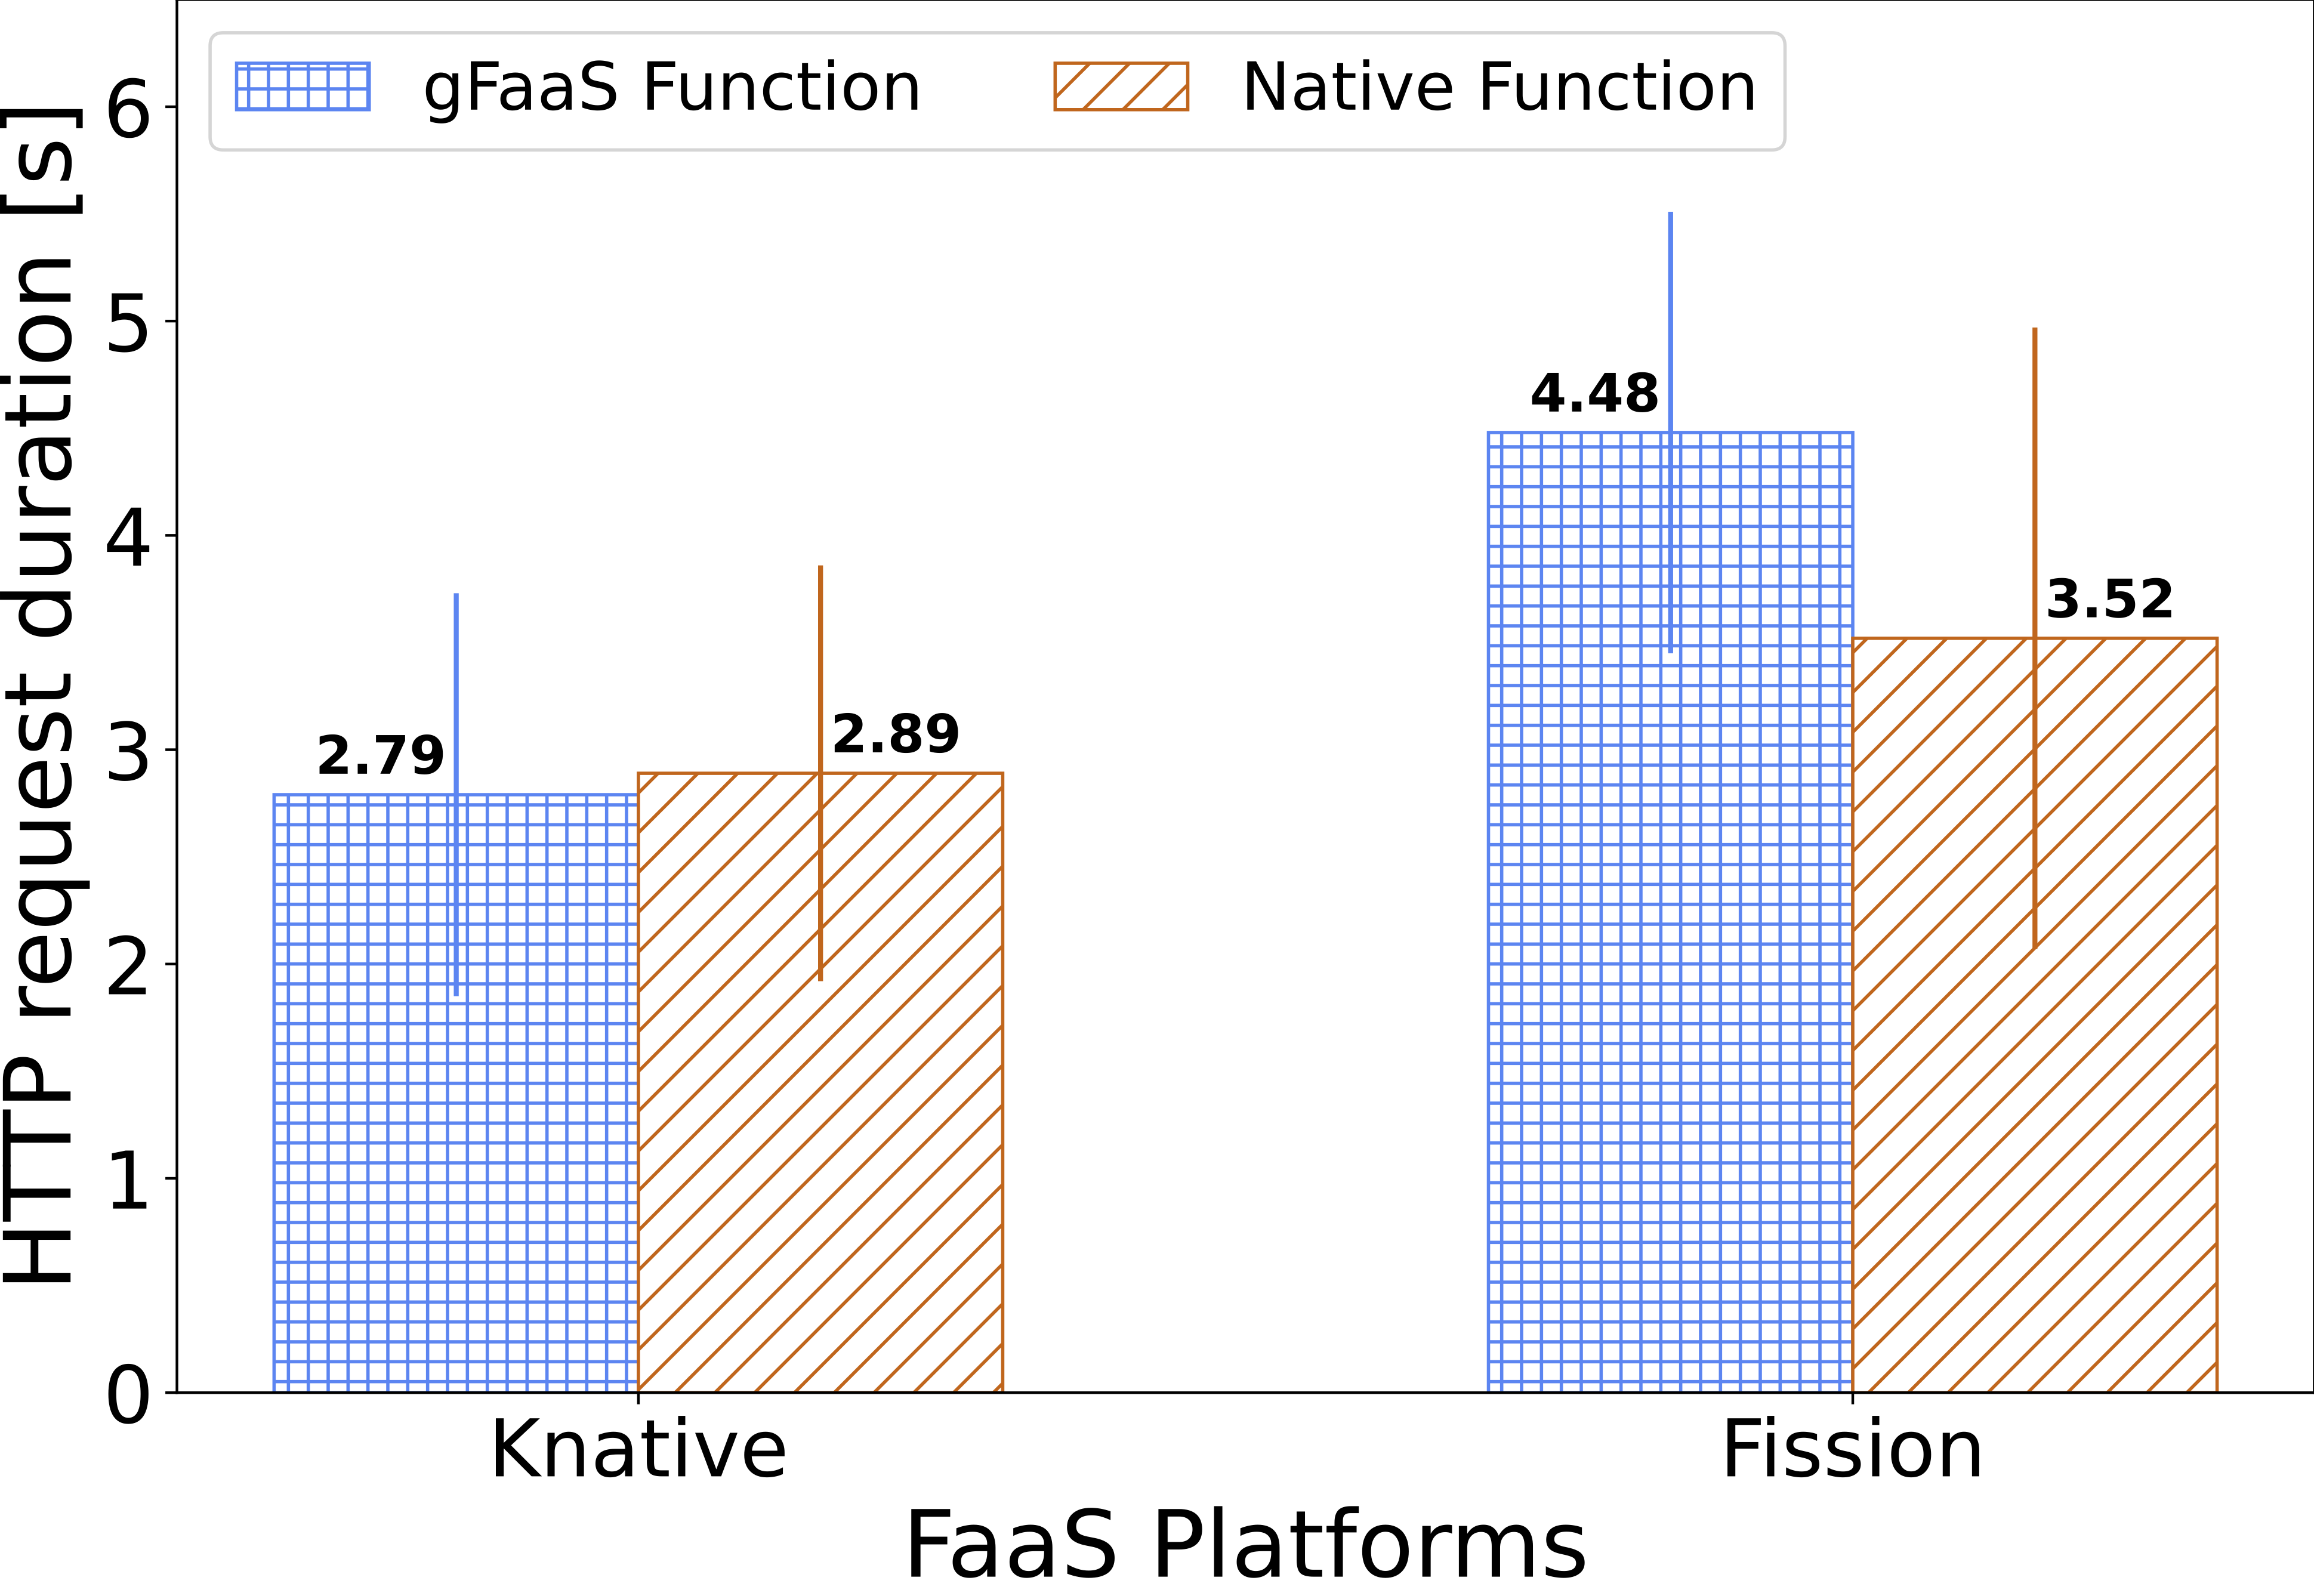 gFaaS Function
Native Function
HTTP request duration [s]
6
5
4
3
2
1
0
2.79
2.89
4.48
3.52
Knative
Fission
FaaS Platforms